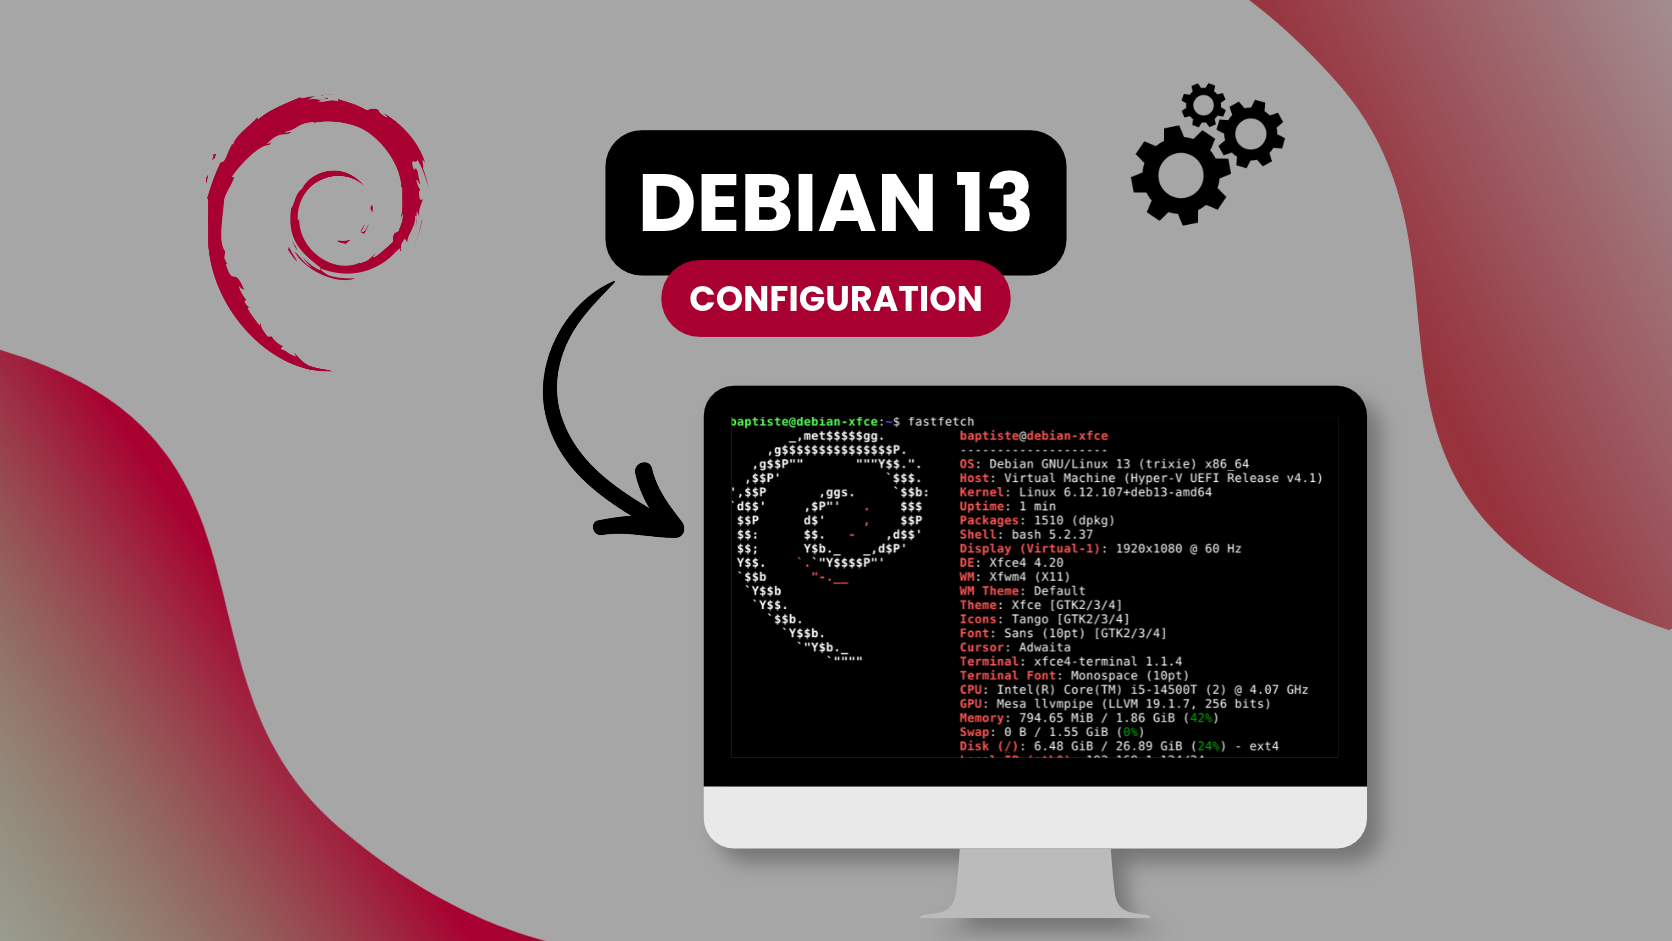 DEBIAN 13
CONFIGURATION
baptiste@debian-xfce:~$ fastfetch
_,met$$$$$gg.
,g$$$$$$$$$$$$$$$P.
,g$$P"" """Y$$.".
,$$P' `$$$.
',$$P ,ggs. `$$b:
`d$$' ,$P"' . $$$
$$P d$' , $$P
$$: $$. - ,d$$'
$$; Y$b._ _,d$P'
Y$$. `.`"Y$$$$P"'
`$$b "-.__
`Y$$b
`Y$$.
`$$b.
`Y$$b.
`"Y$b._
`""""
baptiste@debian-xfce
--------------------
OS: Debian GNU/Linux 13 (trixie) x86_64
Host: Virtual Machine (Hyper-V UEFI Release v4.1)
Kernel: Linux 6.12.107+deb13-amd64
Uptime: 1 min
Packages: 1510 (dpkg)
Shell: bash 5.2.37
Display (Virtual-1): 1920x1080 @ 60 Hz
DE: Xfce4 4.20
WM: Xfwm4 (X11)
WM Theme: Default
Theme: Xfce [GTK2/3/4]
Icons: Tango [GTK2/3/4]
Font: Sans (10pt) [GTK2/3/4]
Cursor: Adwaita
Terminal: xfce4-terminal 1.1.4
Terminal Font: Monospace (10pt)
CPU: Intel(R) Core(TM) i5-14500T (2) @ 4.07 GHz
GPU: Mesa llvmpipe (LLVM 19.1.7, 256 bits)
Memory: 794.65 MiB / 1.86 GiB (42%)
Swap: 0 B / 1.55 GiB (0%)
Disk (/): 6.48 GiB / 26.89 GiB (24%) - ext4